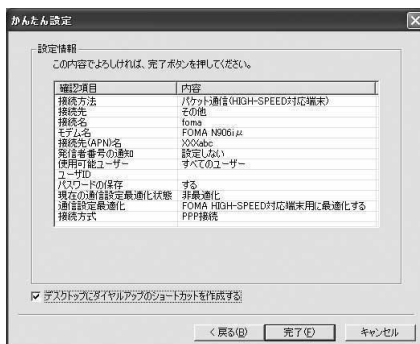 かんたん設定
設定情報
この内容でよろしければ、完了ボタンを押してください。
確認項目 内容
接続方法 パケット通信(HIGH-SPEED対応端末)
接続先 その他
接続名 foma
モデム名 FOMA N906iμ
接続先(APN)名 XXXabc
発信者番号の通知 設定しない
使用可能ユーザー すべてのユーザー
ユーザID
パスワードの保存 する
現在の通信設定最適化状態 非最適化
通信設定最適化 FOMA HIGH-SPEED対応端末用に最適化する
接続方式 PPP接続
デスクトップにダイヤルアップのショートカットを作成する
< 戻る(B) 完了(F) キャンセル